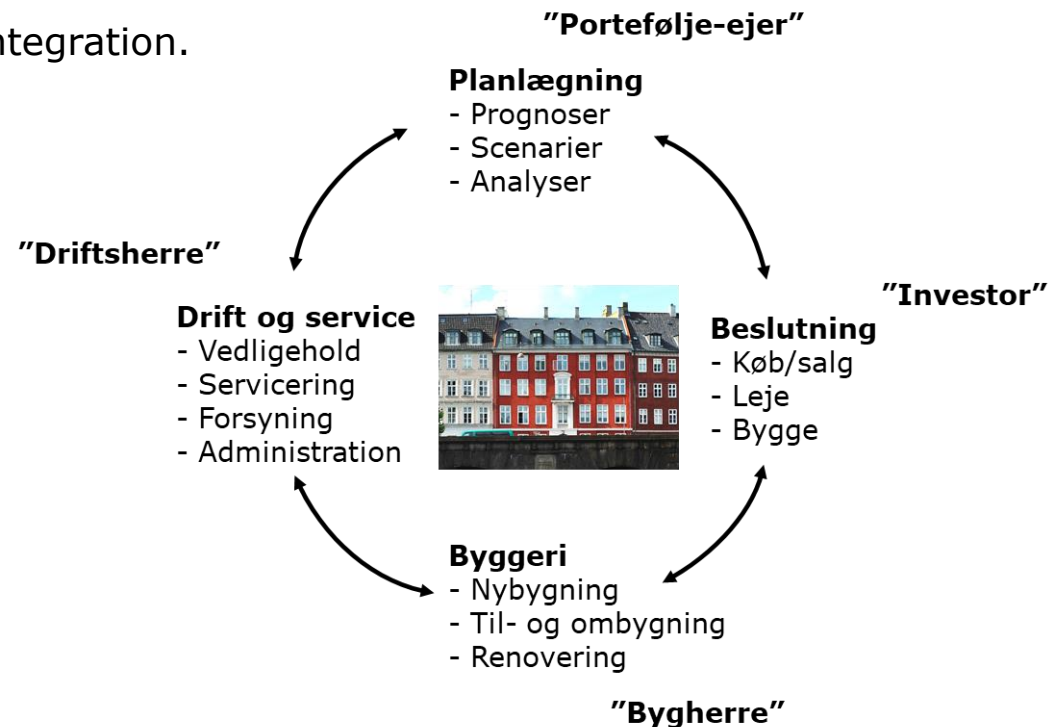 ”Portefølje-ejer”
ntegration.
Planlægning
- Prognoser
- Scenarier
- Analyser
”Driftsherre”
”Investor”
Drift og service
- Vedligehold
- Servicering
- Forsyning
- Administration
Beslutning
- Køb/salg
- Leje
- Bygge
Byggeri
- Nybygning
- Til- og ombygning
- Renovering
”Bygherre”